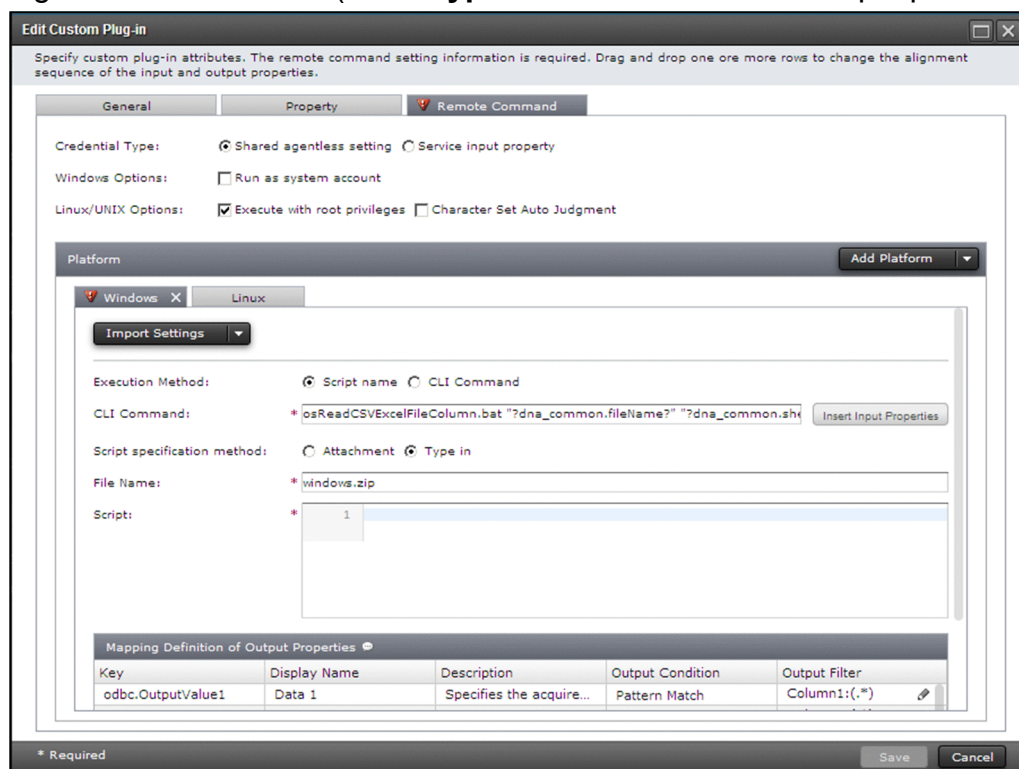 Edit Custom Plug-in
Specify custom plug-in attributes. The remote command setting information is required. Drag and drop one ore more rows to change the alignment
sequence of the input and output properties.
General Property Remote Command
Credential Type: Shared agentless setting Service input property
Windows Options: Run as system account
Linux/UNIX Options: Execute with root privileges Character Set Auto Judgment
Platform Add Platform
Windows X Linux
Import Settings
Execution Method: Script name CLI Command
CLI Command: * osReadCSVExcelFileColumn.bat "?dna_common.fileName?" "?dna_common.she Insert Input Properties
Script specification method: Attachment Type in
File Name: * windows.zip
Script: * 1
Mapping Definition of Output Properties
Key Display Name Description Output Condition Output Filter
odbc.OutputValue1 Data 1 Specifies the acquire... Pattern Match Column1:(.*)
* Required Save Cancel